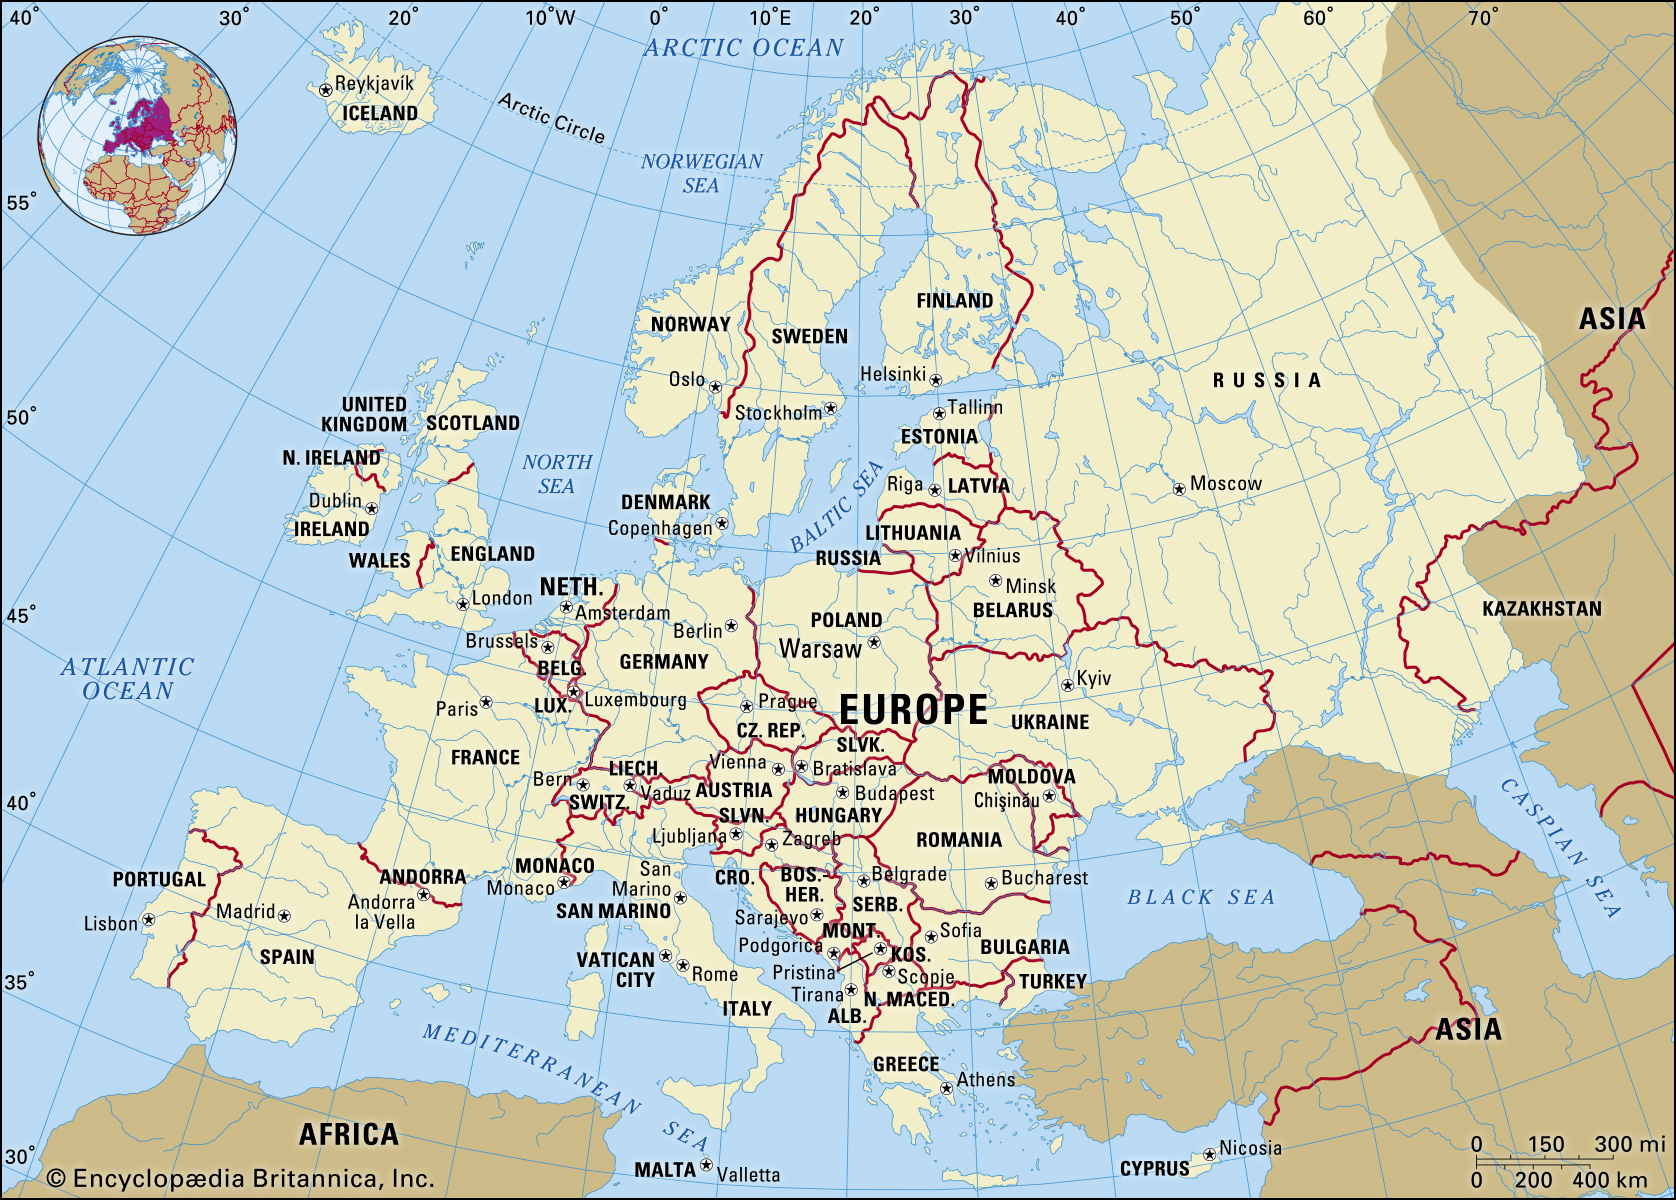 40°
30°
20°
10°W
0°
10°E
20°
30°
40°
50°
60°
70°
ARCTIC OCEAN
Reykjavík
ICELAND
Arctic Circle
NORWEGIAN
SEA
55°
ASIA
FINLAND
NORWAY
SWEDEN
Helsinki
RUSSIA
Oslo
Stockholm
Tallinn
UNITED
KINGDOM
SCOTLAND
50°
ESTONIA
N. IRELAND
NORTH
SEA
BALTIC SEA
Riga
LATVIA
Moscow
Dublin
IRELAND
DENMARK
Copenhagen
LITHUANIA
WALES
ENGLAND
RUSSIA
Vilnius
Minsk
NETH.
London
Amsterdam
BELARUS
KAZAKHSTAN
45°
POLAND
Berlin
Brussels
Warsaw
ATLANTIC
OCEAN
BELG.
GERMANY
Kyiv
Paris
LUX.
Luxembourg
Prague
EUROPE
UKRAINE
CZ. REP.
SLVK.
FRANCE
Vienna
Bratislava
LIECH.
Bern
Vaduz
AUSTRIA
MOLDOVA
Chișinău
Budapest
SWITZ.
40°
SLVN.
HUNGARY
CASPIAN SEA
Ljubljana
Zagreb
ROMANIA
MONACO
Monaco
ANDORRA
Andorra
la Vella
PORTUGAL
San
Marino
SAN MARINO
CRO.
BOS.-
HER.
Belgrade
Bucharest
BLACK SEA
SERB.
Lisbon
Madrid
Sarajevo
MONT.
Sofia
Podgorica
KOS.
BULGARIA
SPAIN
VATICAN
CITY
Rome
Pristina
Scopje
TURKEY
35°
Tirana
N. MACED.
ITALY
ALB.
ASIA
MEDITERRANEAN
SEA
GREECE
Athens
AFRICA
Nicosia
CYPRUS
MALTA
Valletta
30°
0 150 300 mi
0 200 400 km
© Encyclopædia Britannica, Inc.